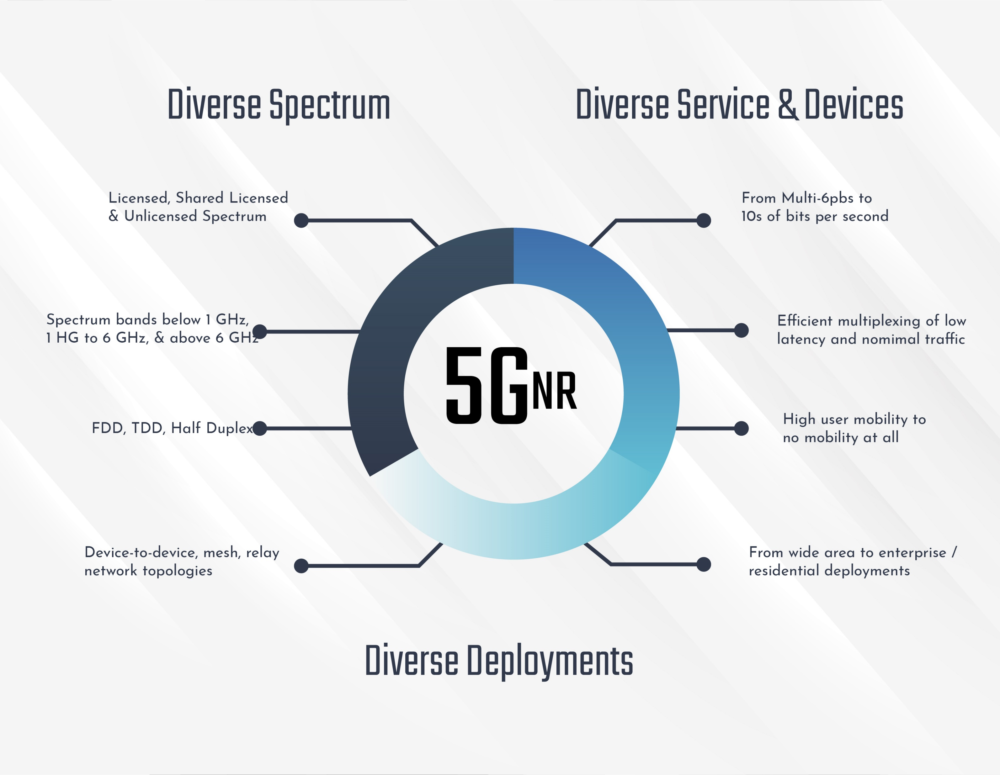 Diverse Spectrum
Diverse Service & Devices
Licensed, Shared Licensed
& Unlicensed Spectrum
Spectrum bands below 1 GHz,
1 HG to 6 GHz, & above 6 GHz
FDD, TDD, Half Duplex
Device-to-device, mesh, relay
network topologies
5GNR
From Multi-6pbs to
10s of bits per second
Efficient multiplexing of low
latency and nomimal traffic
High user mobility to
no mobility at all
From wide area to enterprise /
residential deployments
Diverse Deployments